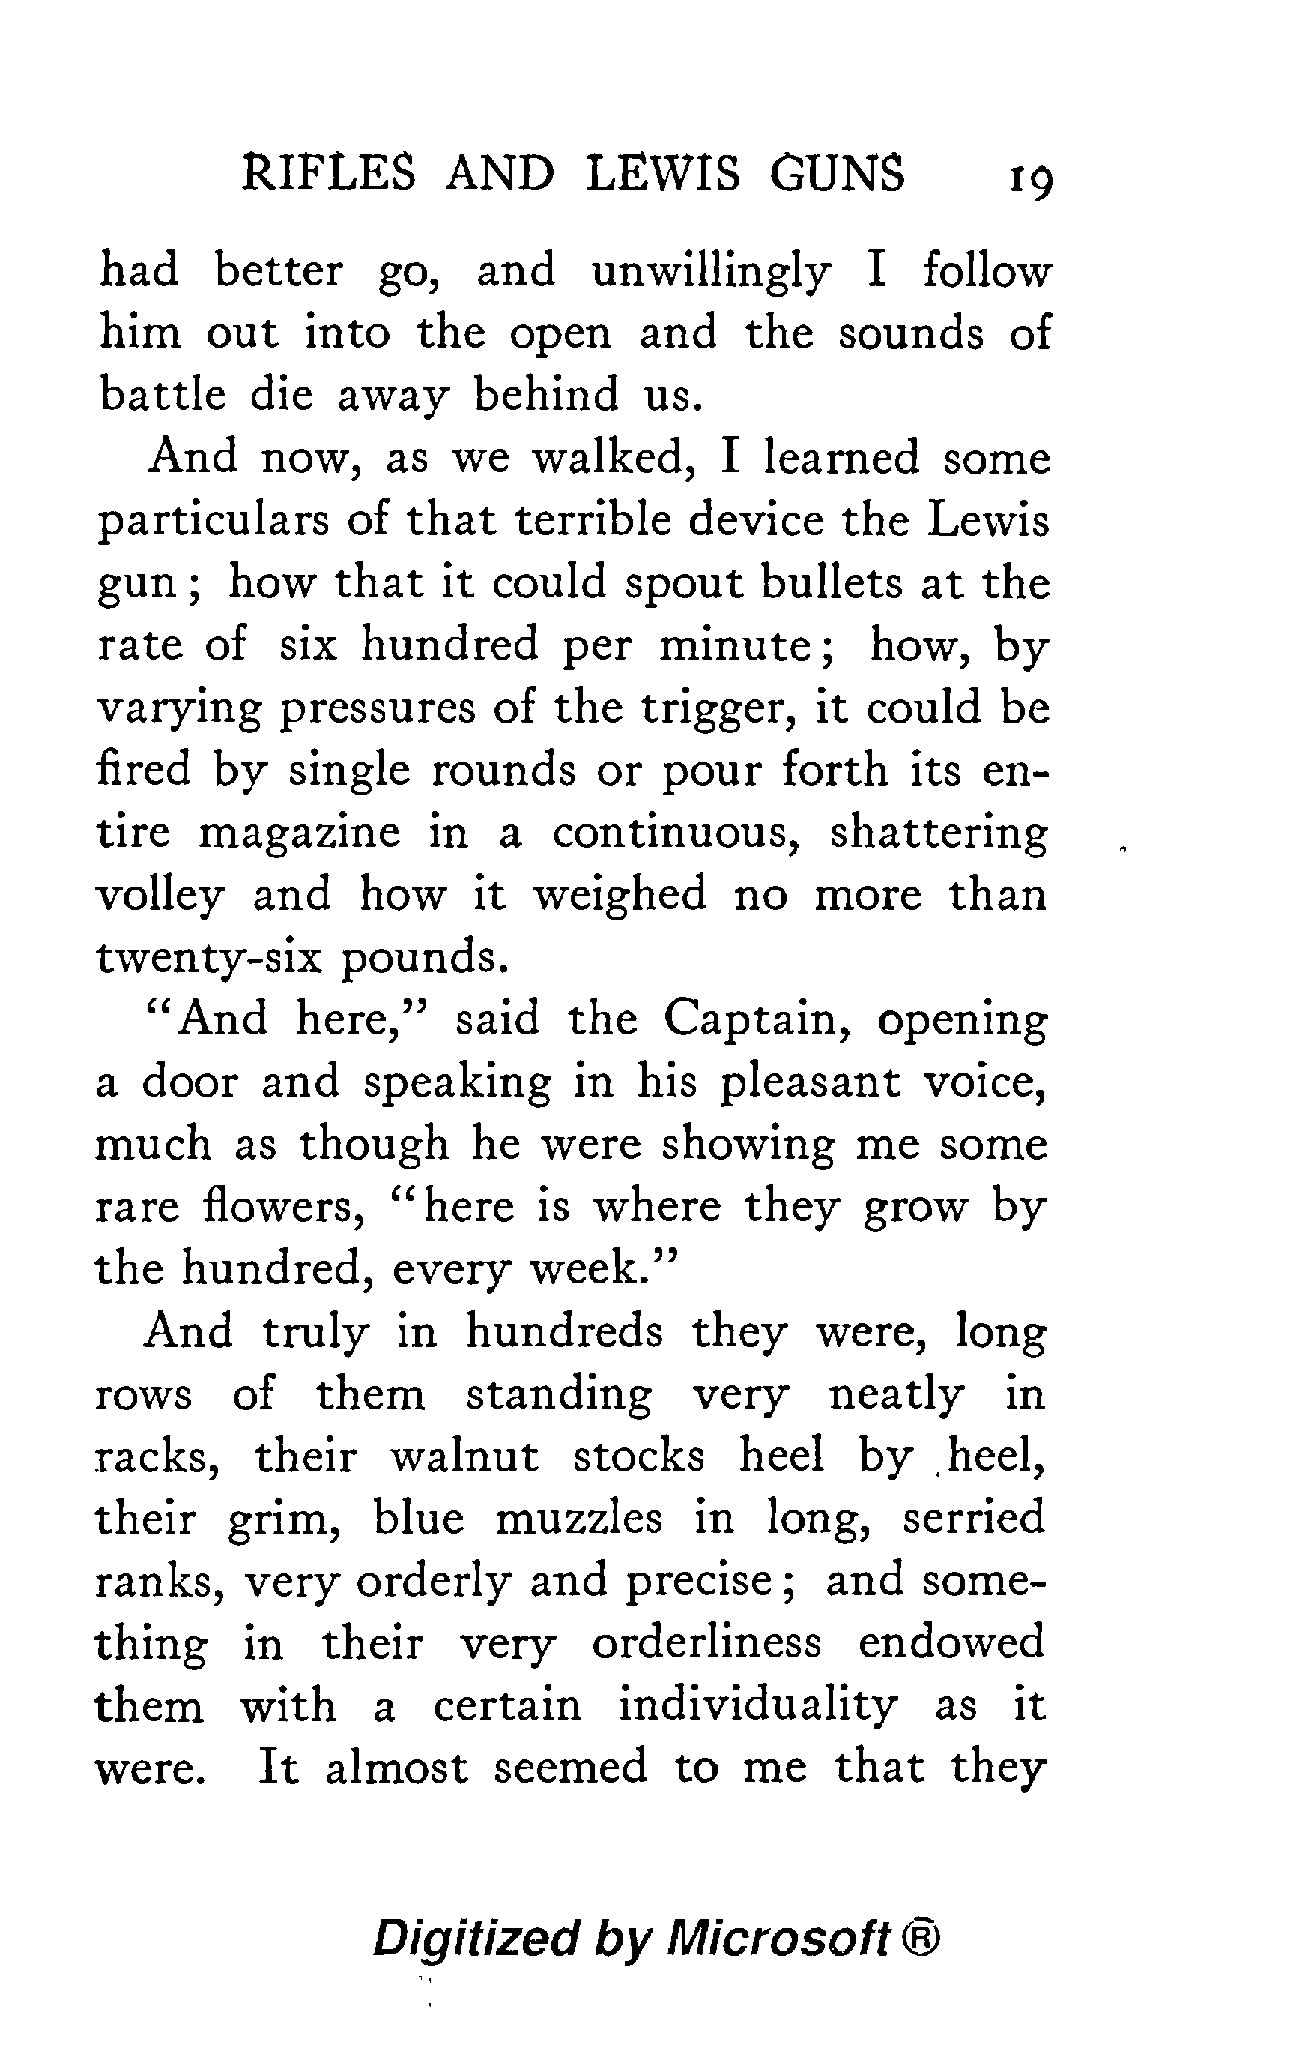 RIFLES AND LEWIS GUNS 19
had better go, and unwillingly I follow
him out into the open and the sounds of
battle die away behind us.
And now, as we walked, I learned some
particulars of that terrible device the Lewis
gun; how that it could spout bullets at the
rate of six hundred per minute; how, by
varying pressures of the trigger, it could be
fired by single rounds or pour forth its en-
tire magazine in a continuous, shattering
volley and how it weighed no more than
twenty-six pounds.
"And here," said the Captain, opening
a door and speaking in his pleasant voice,
much as though he were showing me some
rare flowers, "here is where they grow by
the hundred, every week."
And truly in hundreds they were, long
rows of them standing very neatly in
racks, their walnut stocks heel by heel,
their grim, blue muzzles in long, serried
ranks, very orderly and precise; and some-
thing in their very orderliness endowed
them with a certain individuality as it
were. It almost seemed to me that they
Digitized by Microsoft ®